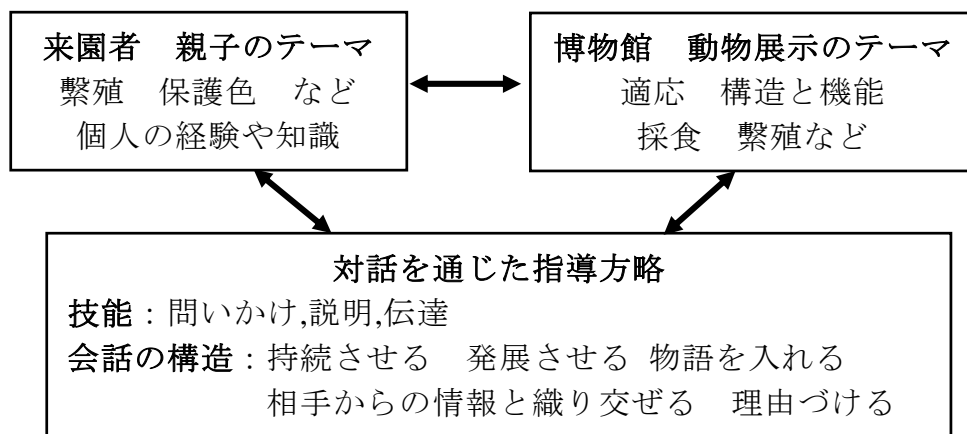 来園者　親子のテーマ
繫殖　保護色　など
個人の経験や知識
博物館　動物展示のテーマ
適応　構造と機能
採食　繫殖など
対話を通じた指導方略
技能：問いかけ,説明,伝達
会話の構造：持続させる　発展させる 物語を入れる
相手からの情報と織り交ぜる　理由づける